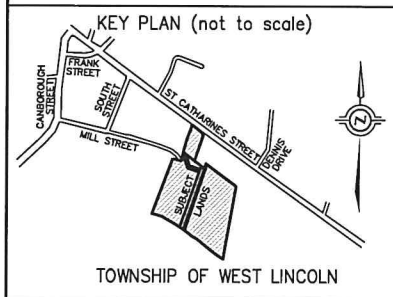 KEY PLAN (not to scale)
FRANK
STREET
CANBOROUGH
STREET
SOUTH
STREET
MILL STREET
ST CATHARINES STREET
DENNIS
DRIVE
Z
SUBJECT
LANDS
TOWNSHIP OF WEST LINCOLN